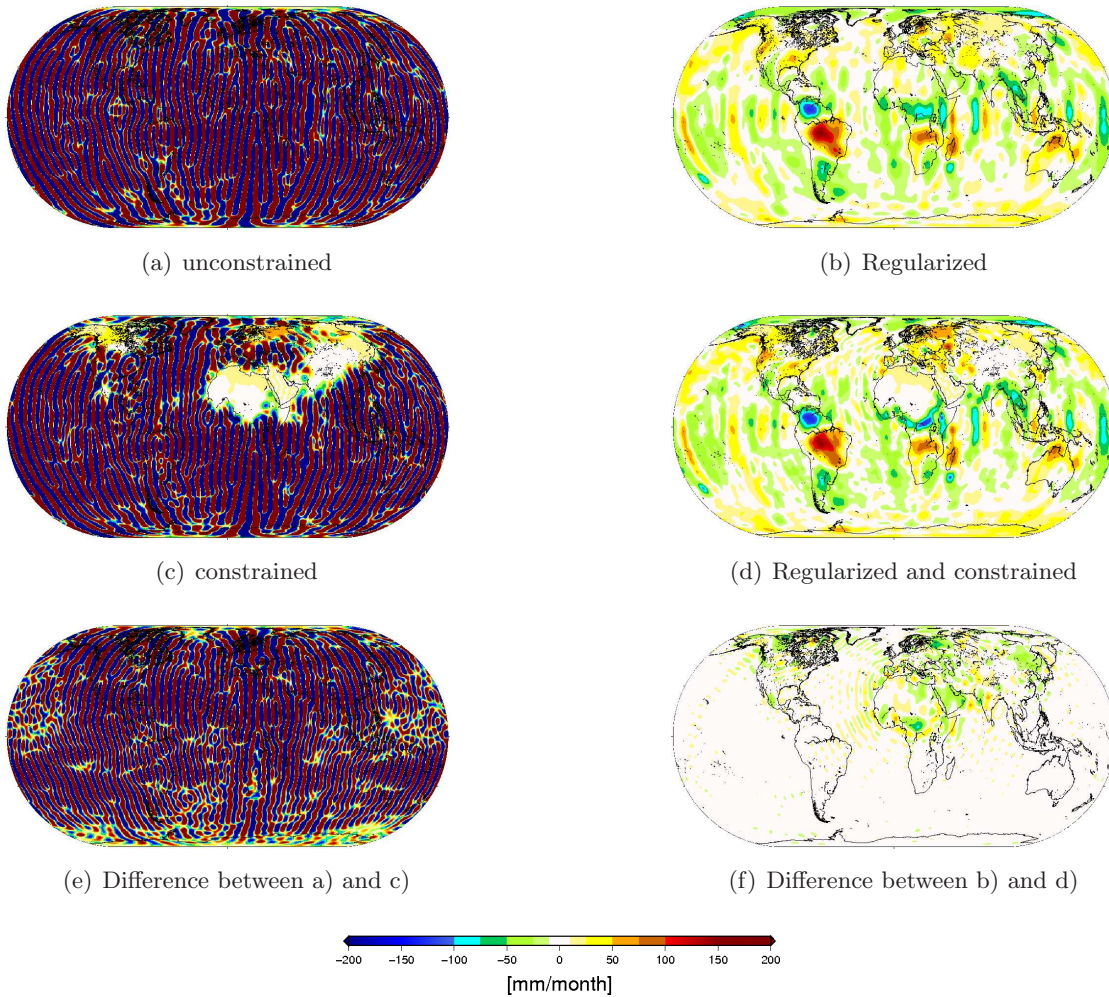 (a) unconstrained
(b) Regularized
(c) constrained
(d) Regularized and constrained
(e) Difference between a) and c)
(f) Difference between b) and d)
−200 −150 −100 −50 0 50 100 150 200
[mm/month]